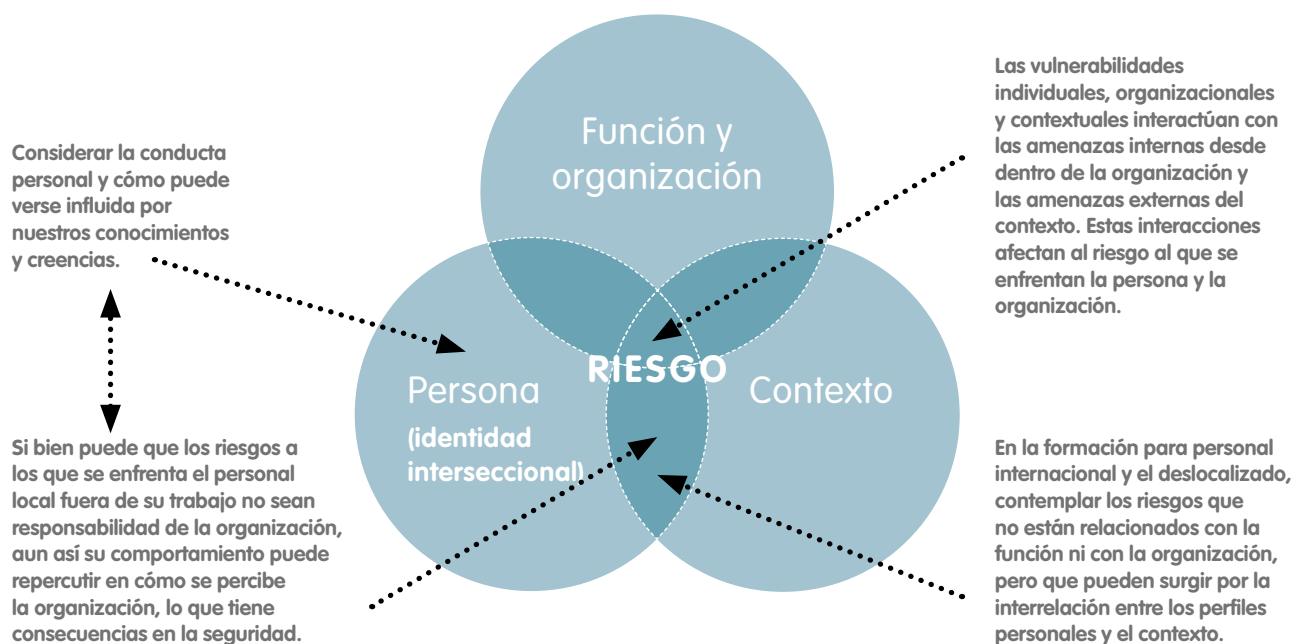 Función y
organización
Considerar la conducta
personal y cómo puede
verse influida por
nuestros conocimientos
y creencias.
Las vulnerabilidades
individuales, organizacionales
y contextuales interactúan con
las amenazas internas desde
dentro de la organización y
las amenazas externas del
contexto. Estas interacciones
afectan al riesgo al que se
enfrentan la persona y la
organización.
RIESGO
Persona
(identidad
interseccional)
Contexto
Si bien puede que los riesgos a
los que se enfrenta el personal
local fuera de su trabajo no sean
responsabilidad de la organización,
aun así su comportamiento puede
repercutir en cómo se percibe
la organización, lo que tiene
consecuencias en la seguridad.
En la formación para personal
internacional y el deslocalizado,
contemplar los riesgos que
no están relacionados con la
función ni con la organización,
pero que pueden surgir por la
interrelación entre los perfiles
personales y el contexto.